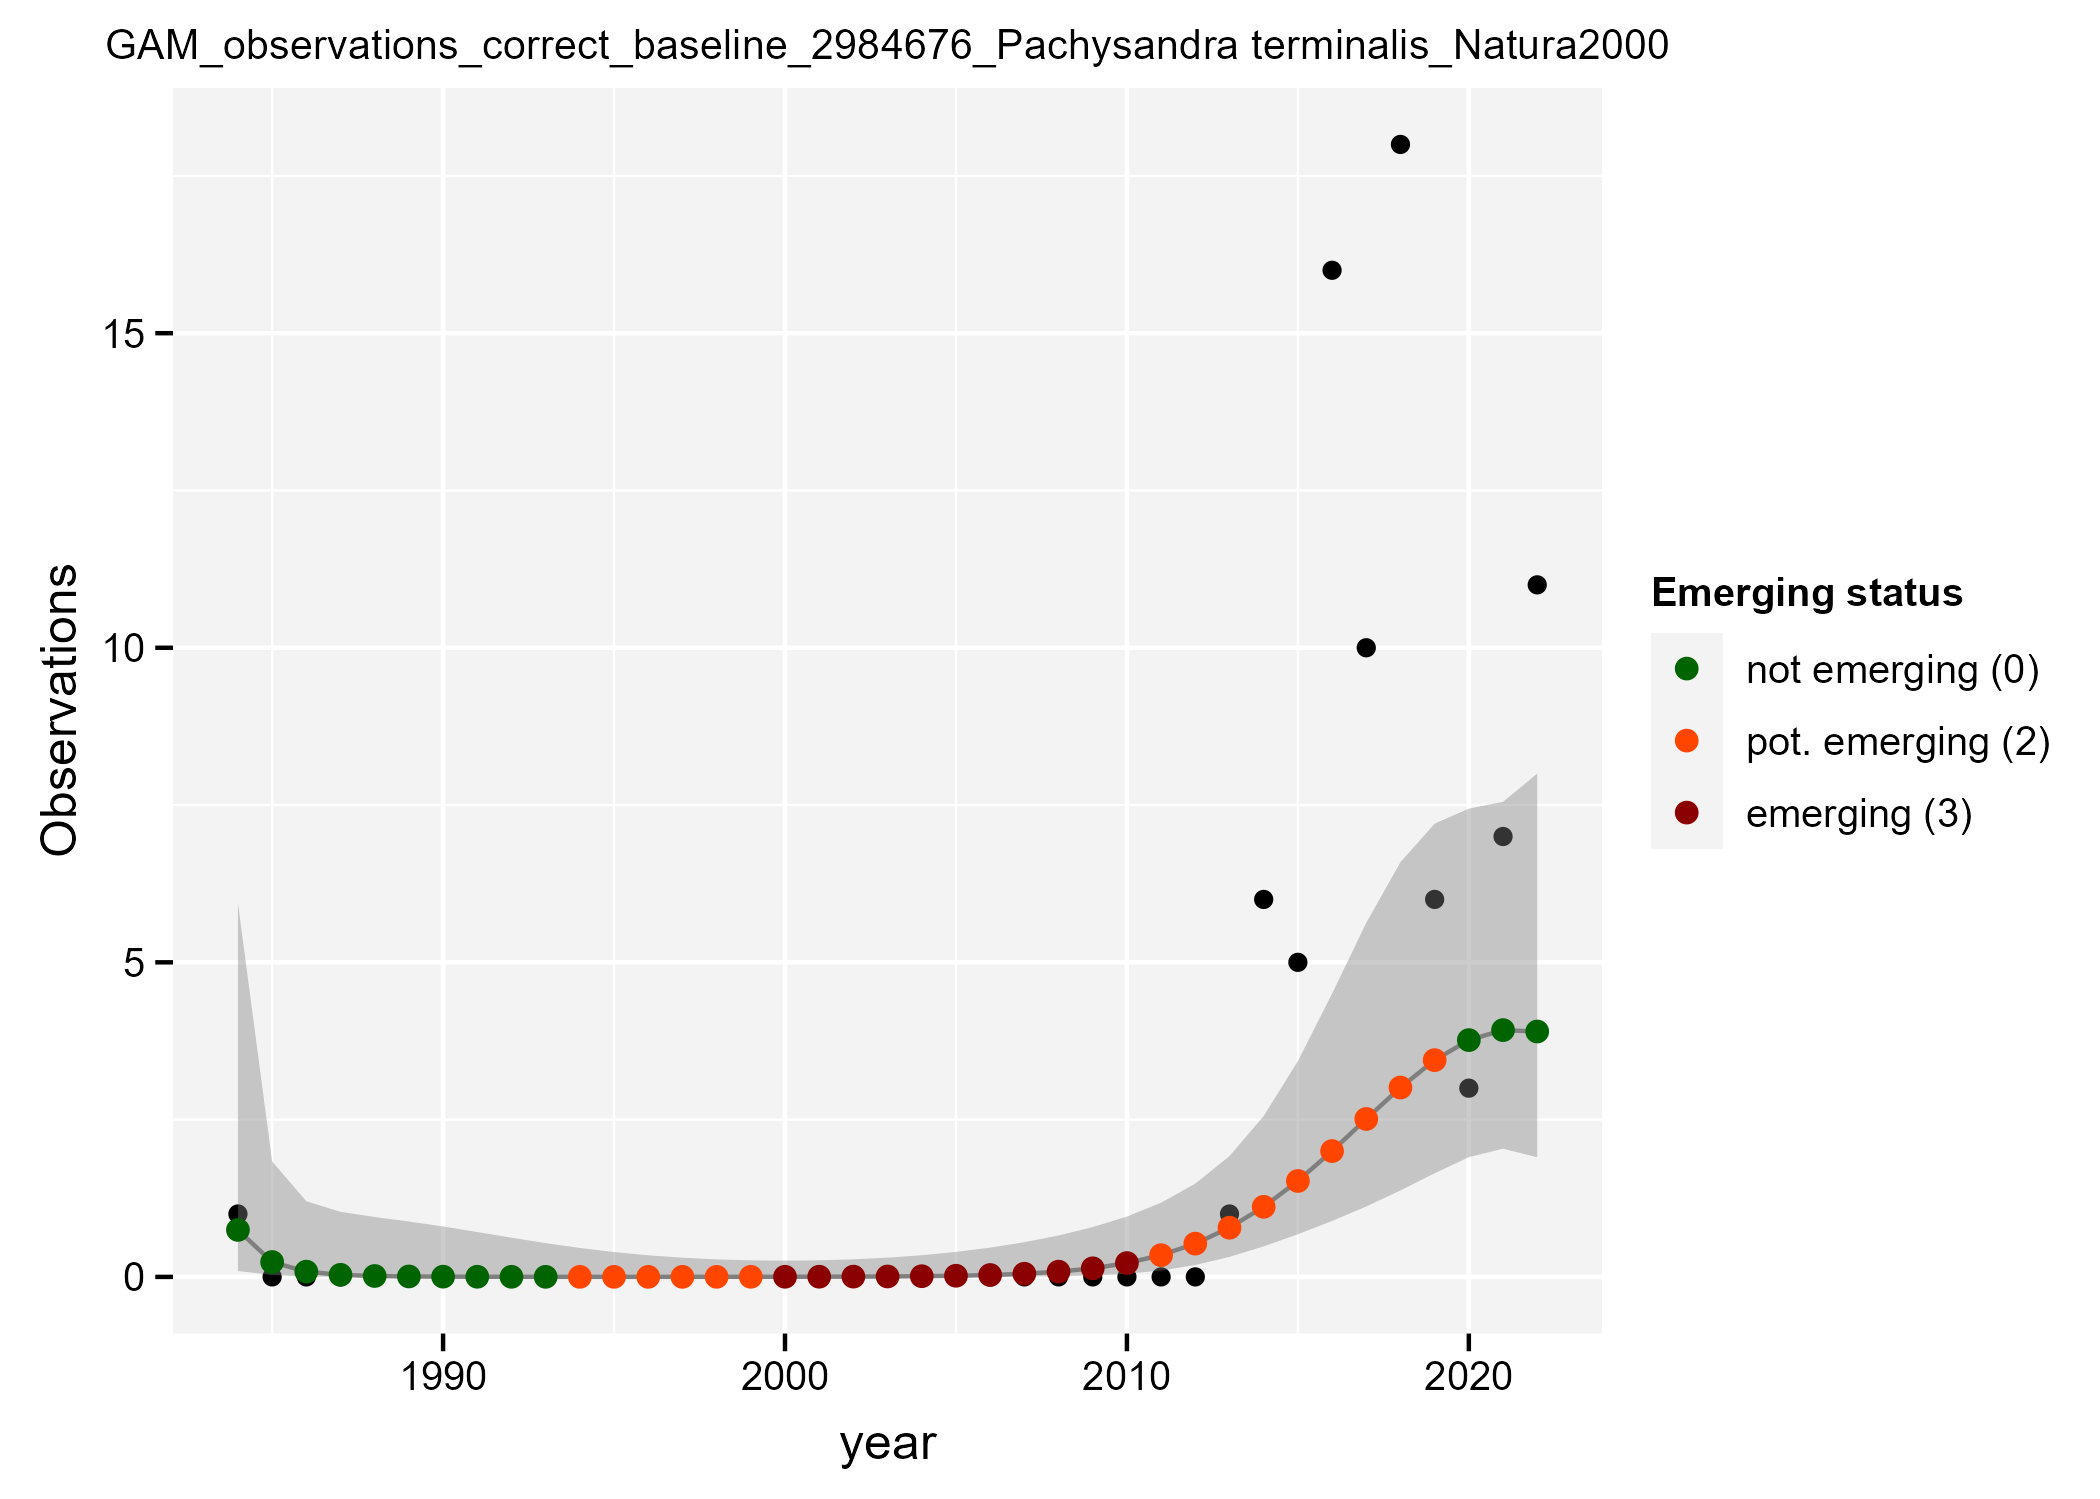 GAM_observations_correct_baseline_2984676_Pachysandra terminalis_Natura2000
Observations
15
10
5
0
1990
2000
2010
2020
year
Emerging status
not emerging (0)
pot. emerging (2)
emerging (3)